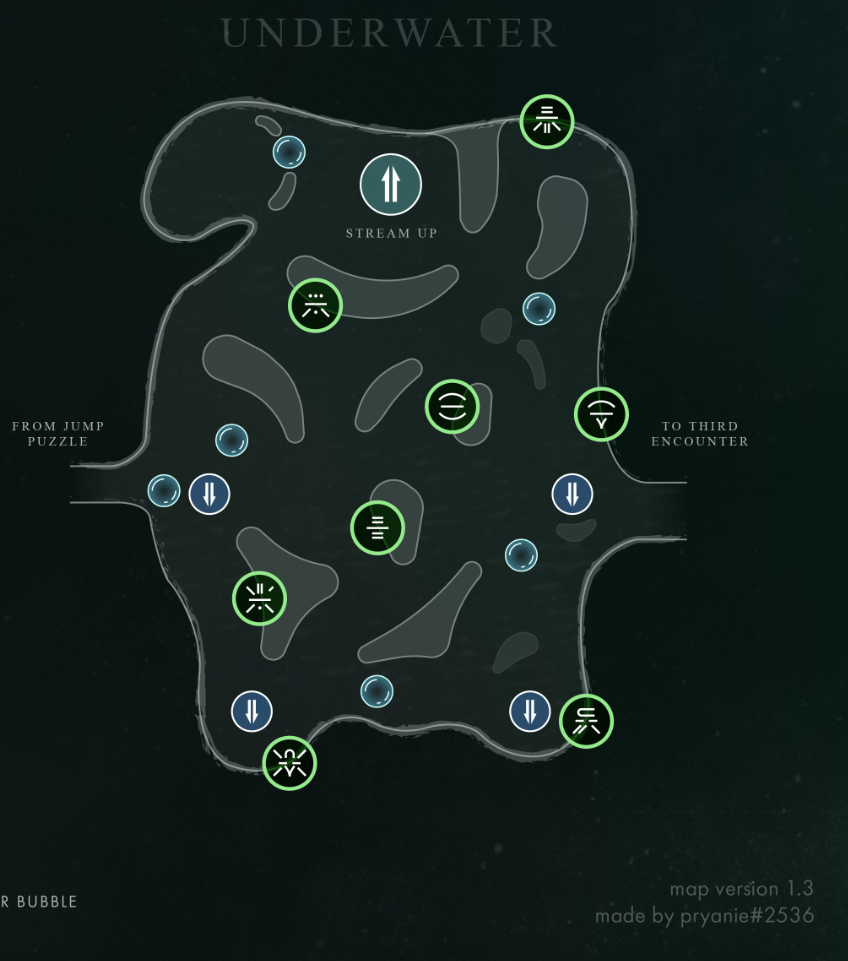 UNDERWATER
STREAM UP
FROM JUMP
PUZZLE
TO THIRD
ENCOUNTER
R BUBBLE
map version 1.3
made by pryanie#2536